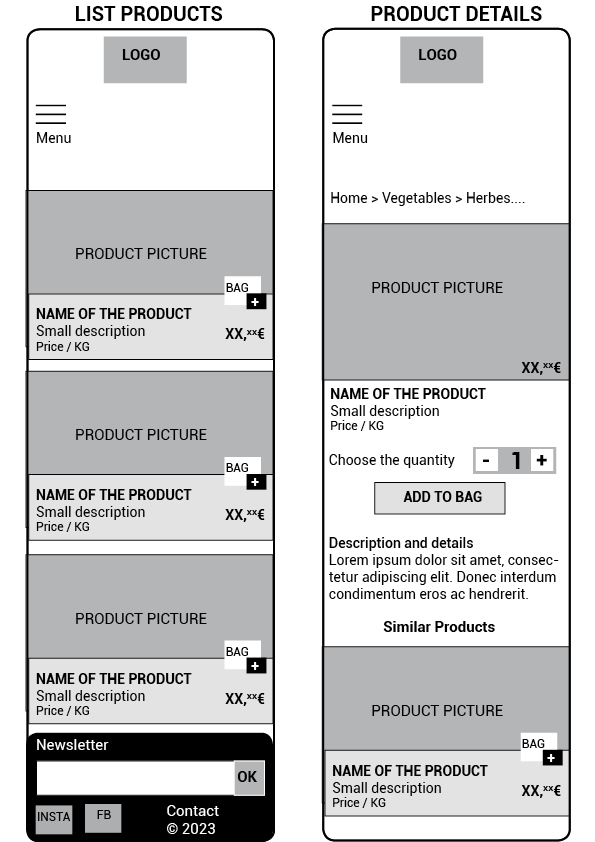 LIST PRODUCTS
LOGO
Menu
PRODUCT PICTURE
BAG
+
NAME OF THE PRODUCT
Small description
XX,xx€
Price / KG
PRODUCT PICTURE
BAG
+
NAME OF THE PRODUCT
Small description
XX,xx€
Price / KG
PRODUCT PICTURE
BAG
+
NAME OF THE PRODUCT
Small description
XX,xx€
Price / KG
Newsletter
OK
INSTA
FB
Contact
© 2023
PRODUCT DETAILS
LOGO
Menu
Home > Vegetables > Herbes....
PRODUCT PICTURE
XX,xx€
NAME OF THE PRODUCT
Small description
Price / KG
Choose the quantity - 1 +
ADD TO BAG
Description and details
Lorem ipsum dolor sit amet, consec-
tetur adipiscing elit. Donec interdum
condimentum eros ac hendrerit.
Similar Products
PRODUCT PICTURE
BAG
+
NAME OF THE PRODUCT
Small description
XX,xx€
Price / KG